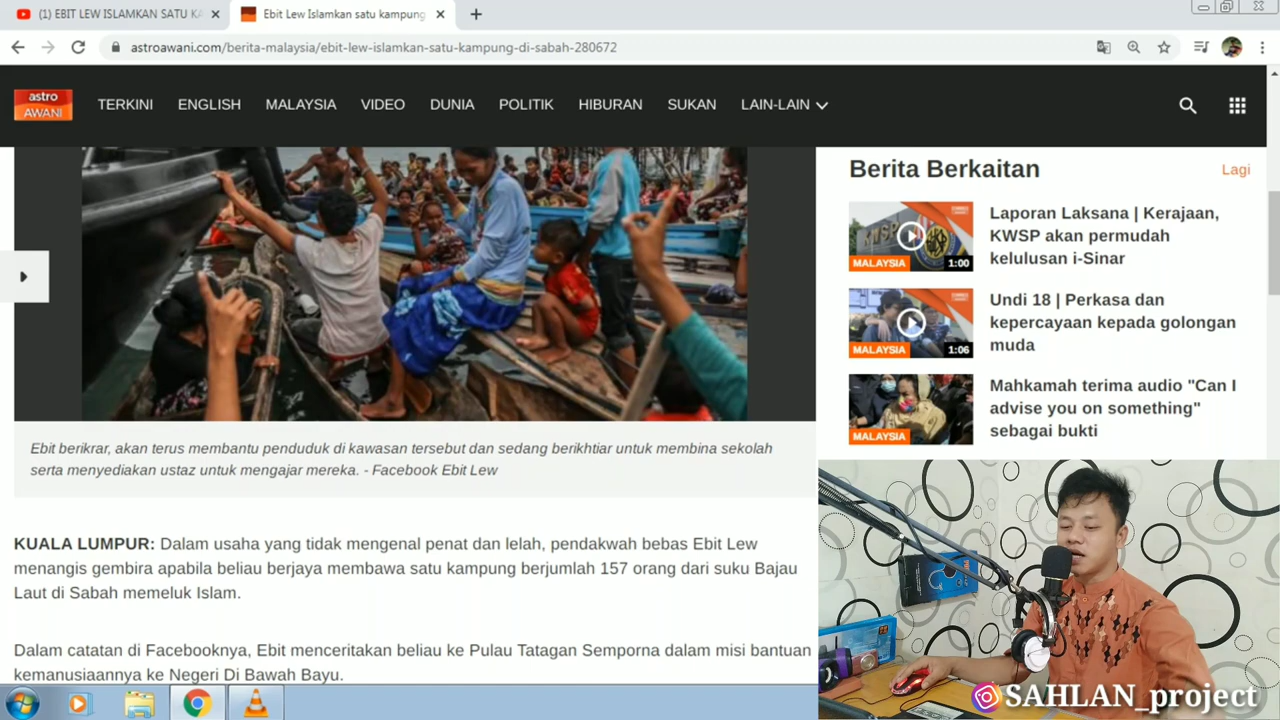 (1) EBIT LEW ISLAMKAN SATU KA
Ebit Lew Islamkan satu kampung
astroawani.com/berita-malaysia/ebit-lew-islamkan-satu-kampung-di-sabah-280672
astro
AWANI
TERKINI ENGLISH MALAYSIA VIDEO DUNIA POLITIK HIBURAN SUKAN LAIN-LAIN
Ebit berikrar, akan terus membantu penduduk di kawasan tersebut dan sedang berikhtiar untuk membina sekolah
serta menyediakan ustaz untuk mengajar mereka. - Facebook Ebit Lew
KUALA LUMPUR: Dalam usaha yang tidak mengenal penat dan lelah, pendakwah bebas Ebit Lew
menangis gembira apabila beliau berjaya membawa satu kampung berjumlah 157 orang dari suku Bajau
Laut di Sabah memeluk Islam.
Dalam catatan di Facebooknya, Ebit menceritakan beliau ke Pulau Tatagan Semporna dalam misi bantuan
kemanusiaannya ke Negeri Di Bawah Bayu.
Berita Berkaitan
Lagi
KWSP
MALAYSIA
1:00
Laporan Laksana | Kerajaan,
KWSP akan permudah
kelulusan i-Sinar
MALAYSIA
1:06
Undi 18 | Perkasa dan
kepercayaan kepada golongan
muda
MALAYSIA
Mahkamah terima audio "Can I
advise you on something"
sebagai bukti
SAHLAN_project